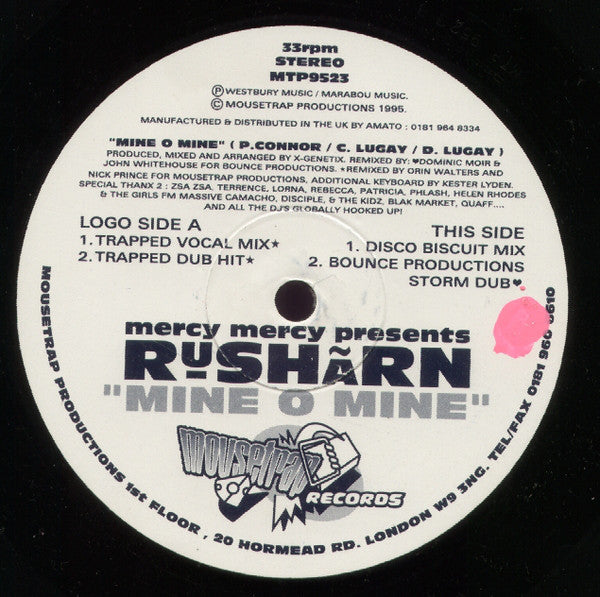 33rpm
STEREO
MTP9523
Ⓟ WESTBURY MUSIC / MARABOU MUSIC.
© MOUSETRAP PRODUCTIONS 1995.
MANUFACTURED & DISTRIBUTED IN THE UK BY AMATO : 0181 964 8334
"MINE O MINE" ( P.CONNOR / C. LUGAY / D. LUGAY )
PRODUCED, MIXED AND ARRANGED BY X-GENETIX. REMIXED BY: ♥DOMINIC MOIR &
JOHN WHITEHOUSE FOR BOUNCE PRODUCTIONS. ★REMIXED BY ORIN WALTERS AND
NICK PRINCE FOR MOUSETRAP PRODUCTIONS, ADDITIONAL KEYBOARD BY KESTER LYDEN.
SPECIAL THANX 2 : ZSA ZSA, TERRENCE, LORNA, REBECCA, PATRICIA, PHLASH, HELEN RHODES
& THE GIRLS FM MASSIVE CAMACHO, DISCIPLE, & THE KIDZ, BLAK MARKET, QUAFF....
AND ALL THE DJ'S GLOBALLY HOOKED UP!
LOGO SIDE A
1. TRAPPED VOCAL MIX★
2. TRAPPED DUB HIT★
THIS SIDE
1. DISCO BISCUIT MIX
2. BOUNCE PRODUCTIONS
STORM DUB♥
mercy mercy presents
RUSHARN
"MINE O MINE"
mousetrap
RECORDS
MOUSETRAP PRODUCTIONS 1st FLOOR , 20 HORMEAD RD. LONDON W9 3NG. TEL/FAX 0181 960